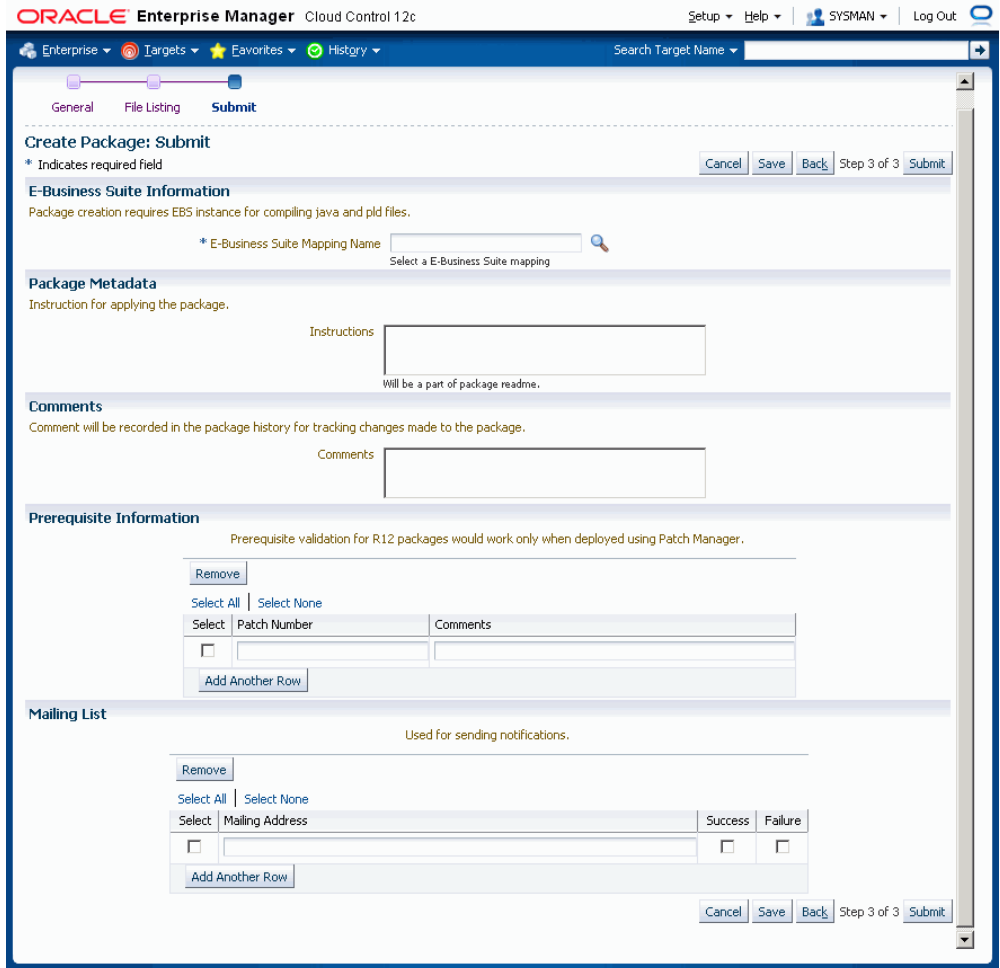 ORACLE Enterprise Manager Cloud Control 12c
Setup Help SYSMAN Log Out
Enterprise Targets Favorites History Search Target Name
General File Listing Submit
Create Package: Submit
* Indicates required field
Cancel Save Back Step 3 of 3 Submit
E-Business Suite Information
Package creation requires EBS instance for compiling java and pld files.
* E-Business Suite Mapping Name
Select a E-Business Suite mapping
Package Metadata
Instruction for applying the package.
Instructions
Will be a part of package readme.
Comments
Comment will be recorded in the package history for tracking changes made to the package.
Comments
Prerequisite Information
Prerequisite validation for R12 packages would work only when deployed using Patch Manager.
Remove
Select All Select None
Select Patch Number Comments
Add Another Row
Mailing List
Used for sending notifications.
Remove
Select All Select None
Select Mailing Address Success Failure
Add Another Row
Cancel Save Back Step 3 of 3 Submit